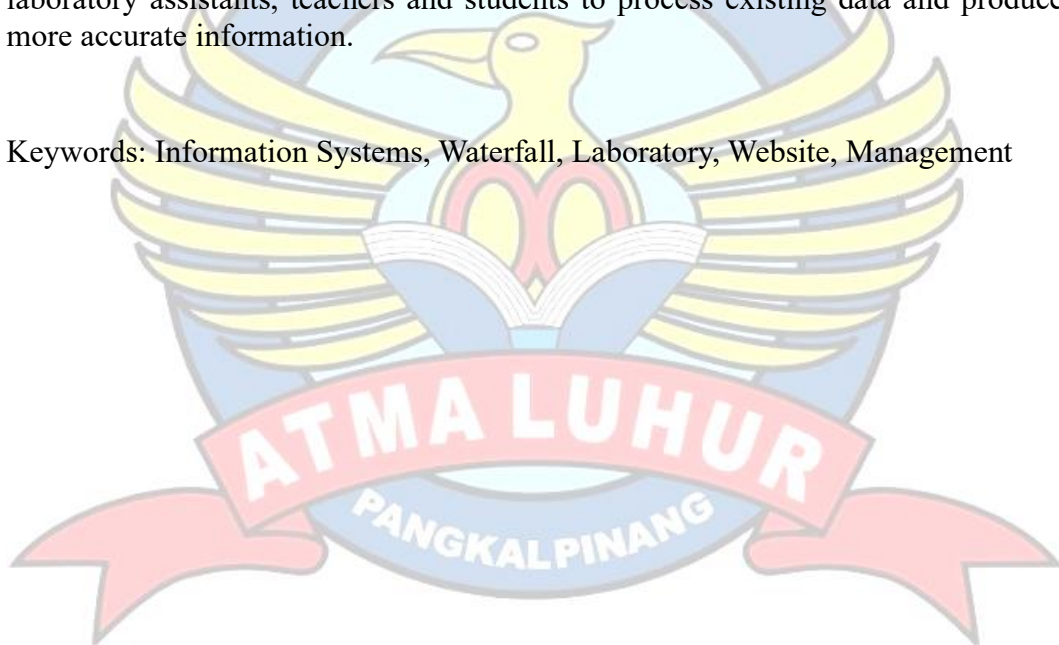 laboratory assistants, teachers and students to process existing data and produce
more accurate information.
Keywords: Information Systems, Waterfall, Laboratory, Website, Management
ATMA LUHUR
PANGKALPINANG